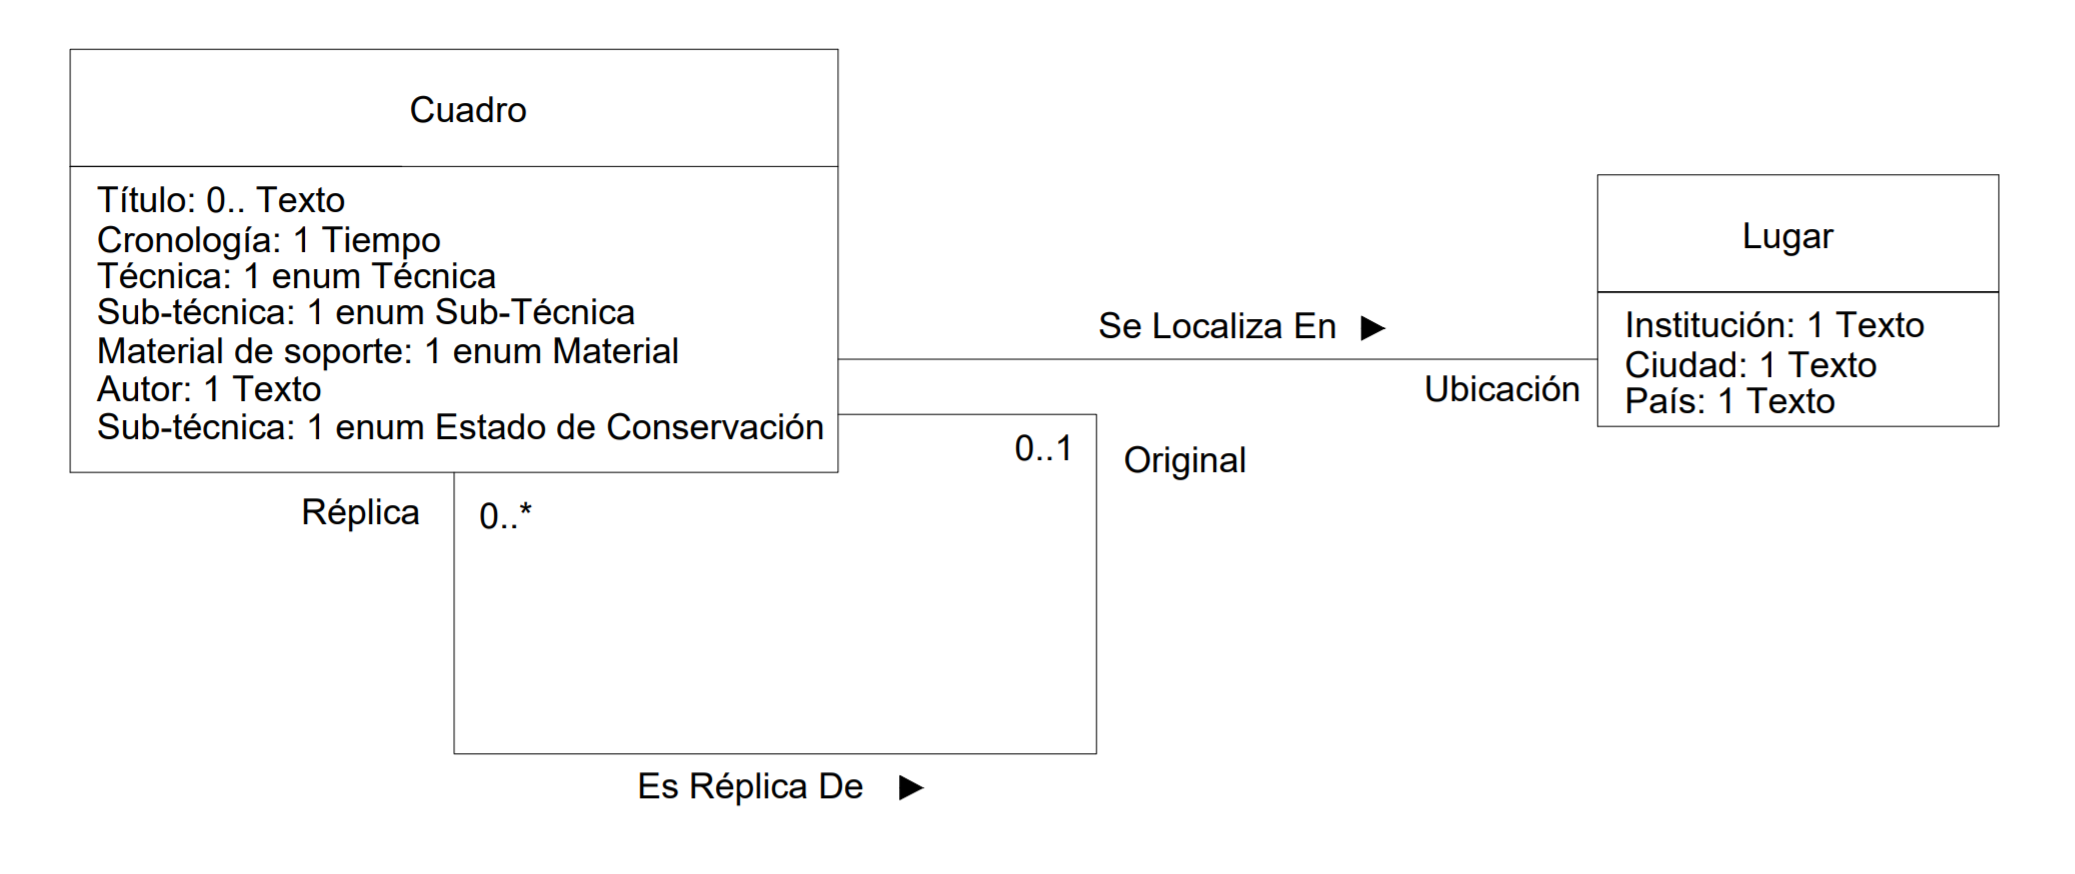 Cuadro
Título: 0.. Texto
Cronología: 1 Tiempo
Técnica: 1 enum Técnica
Sub-técnica: 1 enum Sub-Técnica
Material de soporte: 1 enum Material
Autor: 1 Texto
Sub-técnica: 1 enum Estado de Conservación
Se Localiza En ►
Ubicación
Lugar
Institución: 1 Texto
Ciudad: 1 Texto
País: 1 Texto
0..1
Original
Réplica
0..*
Es Réplica De ►